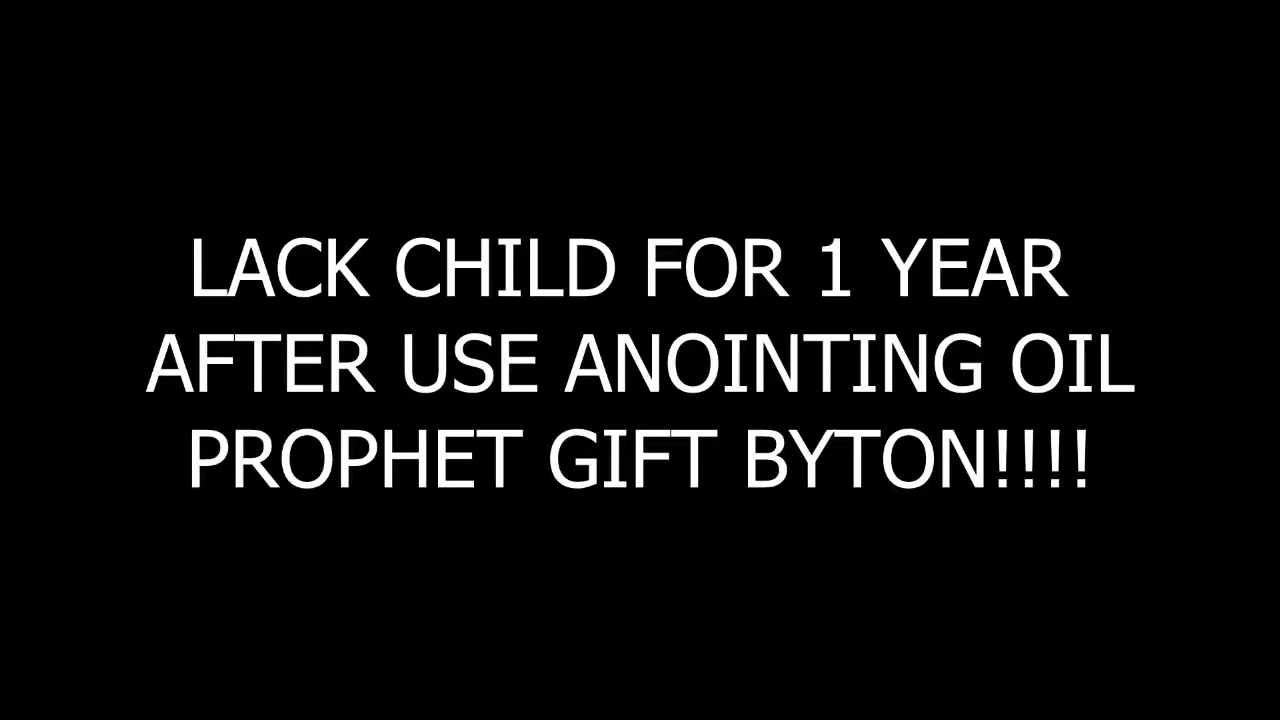 LACK CHILD FOR 1 YEAR
AFTER USE ANOINTING OIL
PROPHET GIFT BYTON!!!!